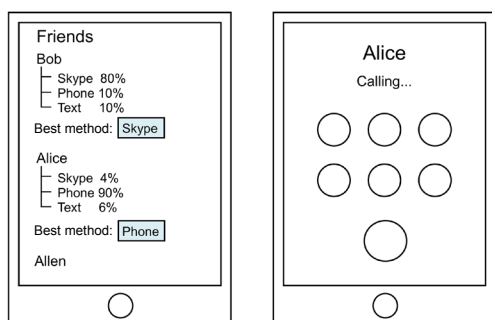 Friends
Bob
Skype 80%
Phone 10%
Text 10%
Best method: Skype
Alice
Skype 4%
Phone 90%
Text 6%
Best method: Phone
Allen
Alice
Calling...